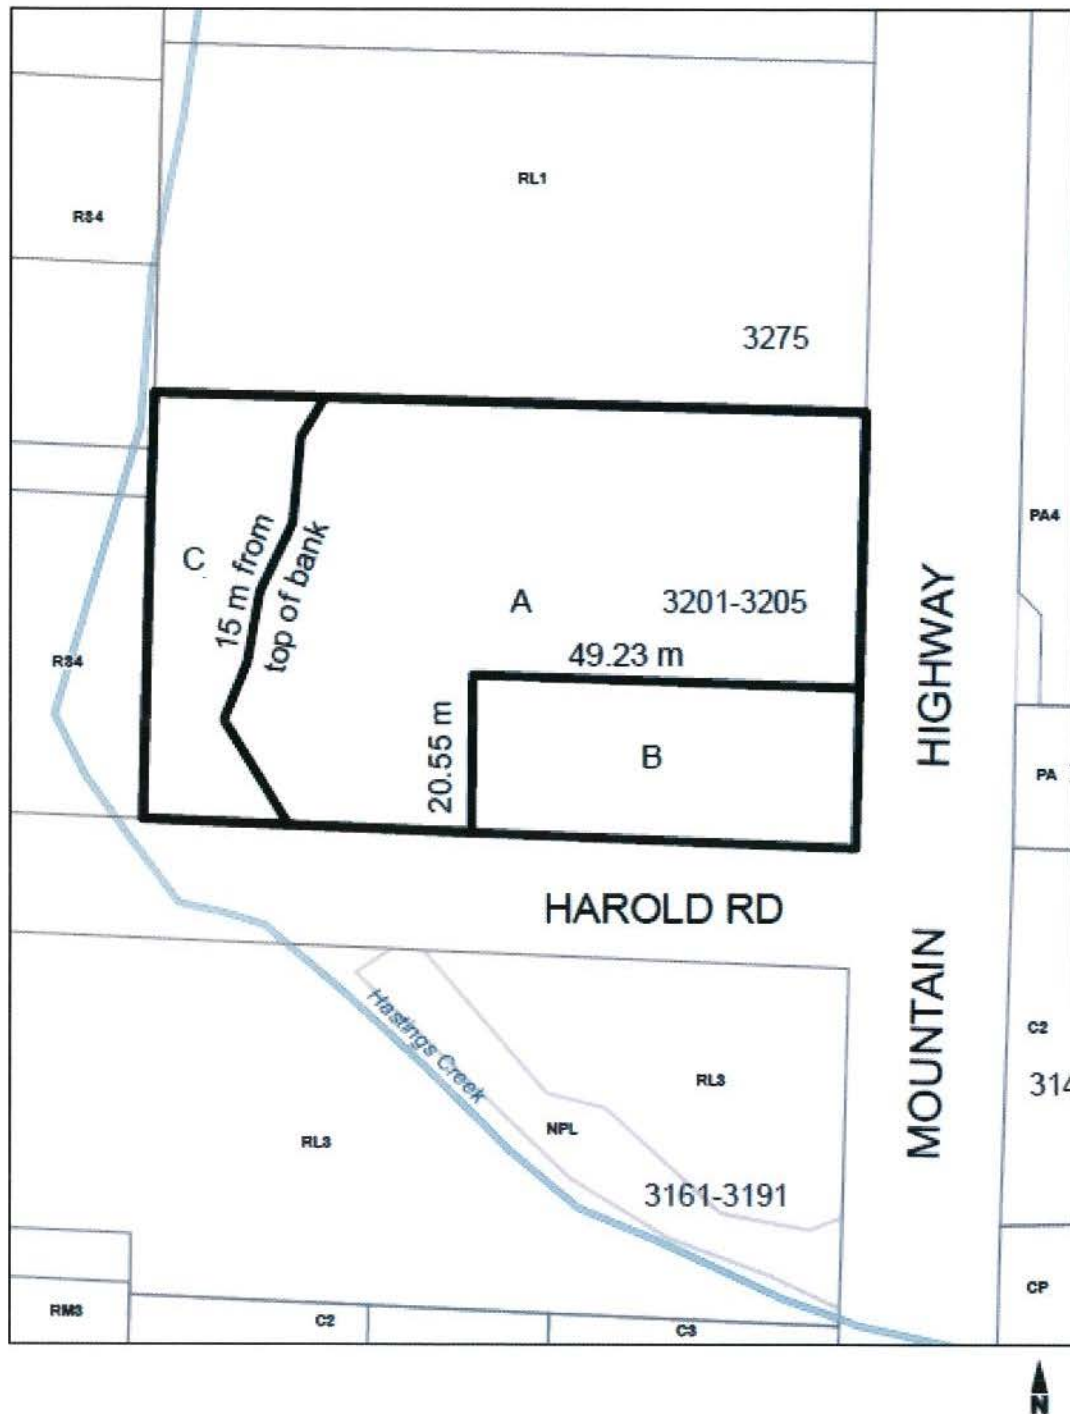 RL1
RS4
3275
PA4
C
15 m from
top of bank
A
3201-3205
HIGHWAY
49.23 m
RS4
20.55 m
B
PA
HAROLD RD
MOUNTAIN
Hastings Creek
C2
RL3
314
NPL
RL3
3161-3191
CP
RM3
C2
C3
N